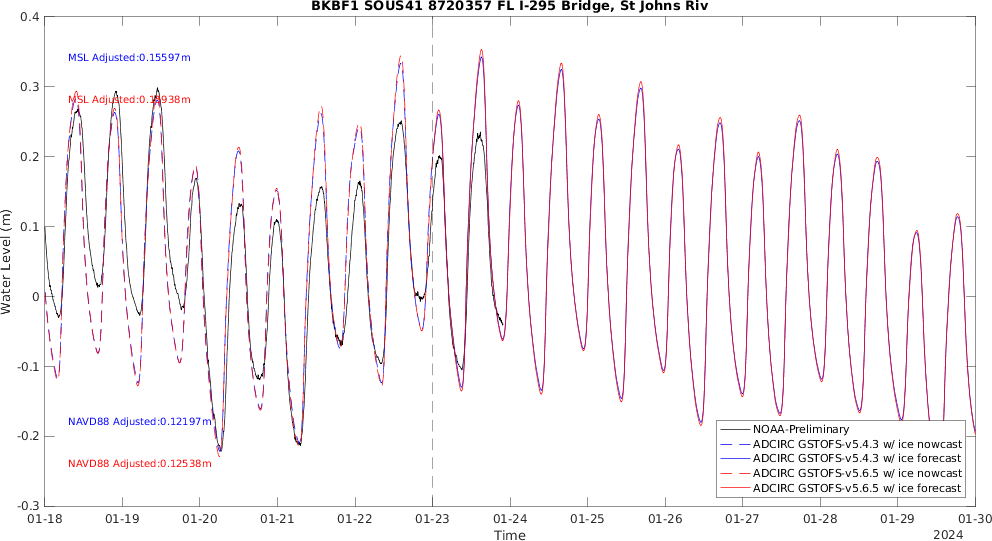 BKBF1 SOUS41 8720357 FL I-295 Bridge, St Johns Riv
0.4
0.3
0.2
0.1
0
-0.1
-0.2
-0.3
Water Level (m)
MSL Adjusted:0.15597m
MSL Adjusted:
NAVD88 Adjusted:0.12197m
NAVD88 Adjusted:0.12538m
NOAA-Preliminary
ADCIRC GSTOFS-v5.4.3 w/ ice nowcast
ADCIRC GSTOFS-v5.4.3 w/ ice forecast
ADCIRC GSTOFS-v5.6.5 w/ ice nowcast
ADCIRC GSTOFS-v5.6.5 w/ ice forecast
01-18 01-19 01-20 01-21 01-22 01-23 01-24 01-25 01-26 01-27 01-28 01-29 01-30
Time
2024